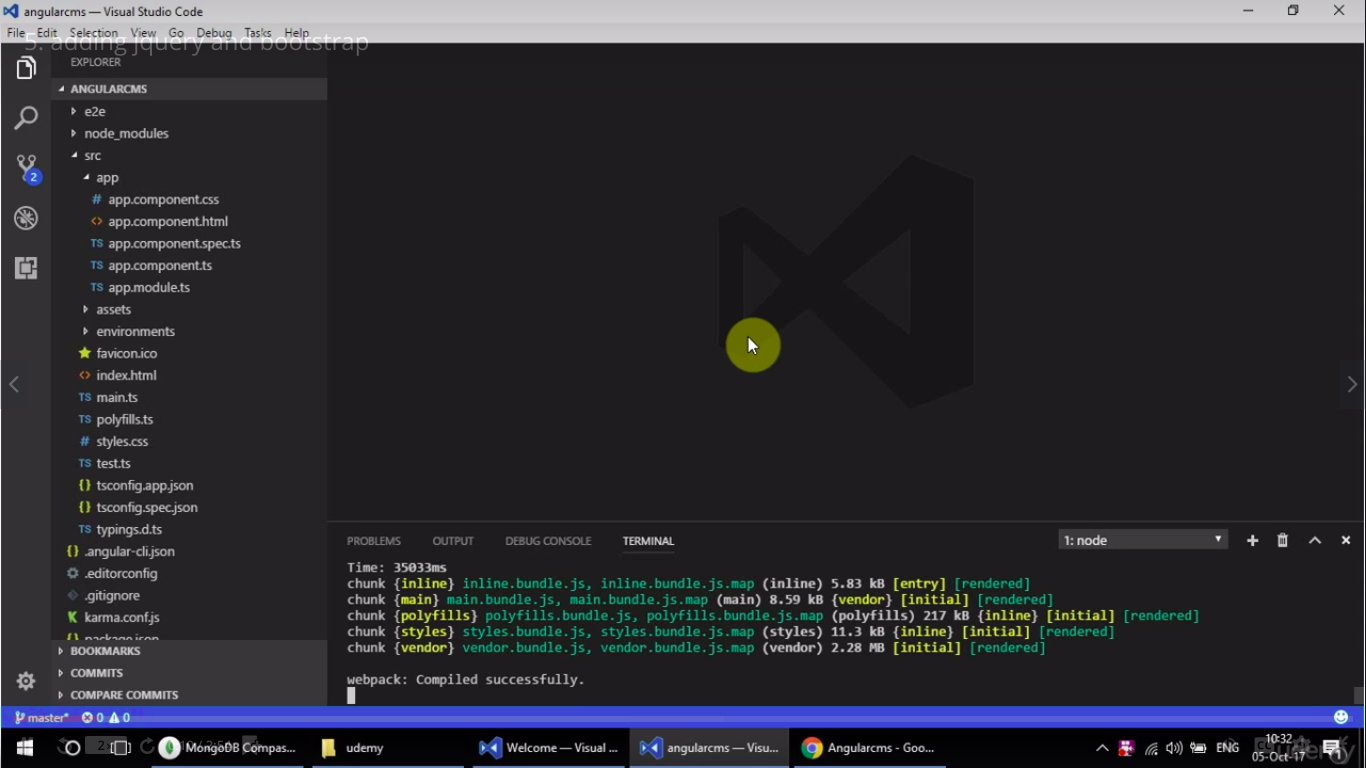 angularcms — Visual Studio Code
File Edit Selection View Go Debug Tasks Help
5. adding jquery and bootstrap
EXPLORER
ANGULARCMS
e2e
node_modules
src
app
app.component.css
app.component.html
app.component.spec.ts
app.component.ts
app.module.ts
assets
environments
favicon.ico
index.html
main.ts
polyfills.ts
styles.css
test.ts
tsconfig.app.json
tsconfig.spec.json
typings.d.ts
.angular-cli.json
.editorconfig
.gitignore
karma.conf.js
package.json
BOOKMARKS
COMMITS
COMPARE COMMITS
2
PROBLEMS OUTPUT DEBUG CONSOLE TERMINAL 1: node
Time: 35033ms
chunk {inline} inline.bundle.js, inline.bundle.js.map (inline) 5.83 kB [entry] [rendered]
chunk {main} main.bundle.js, main.bundle.js.map (main) 8.59 kB {vendor} [initial] [rendered]
chunk {polyfills} polyfills.bundle.js, polyfills.bundle.js.map (polyfills) 217 kB {inline} [initial] [rendered]
chunk {styles} styles.bundle.js, styles.bundle.js.map (styles) 11.3 kB {inline} [initial] [rendered]
chunk {vendor} vendor.bundle.js, vendor.bundle.js.map (vendor) 2.28 MB [initial] [rendered]
webpack: Compiled successfully.
master* 0 0
MongoDB Compas... udemy Welcome — Visual ... angularcms — Visu... Angularcms - Goo... ENG 10:32
05-Oct-17
udemy